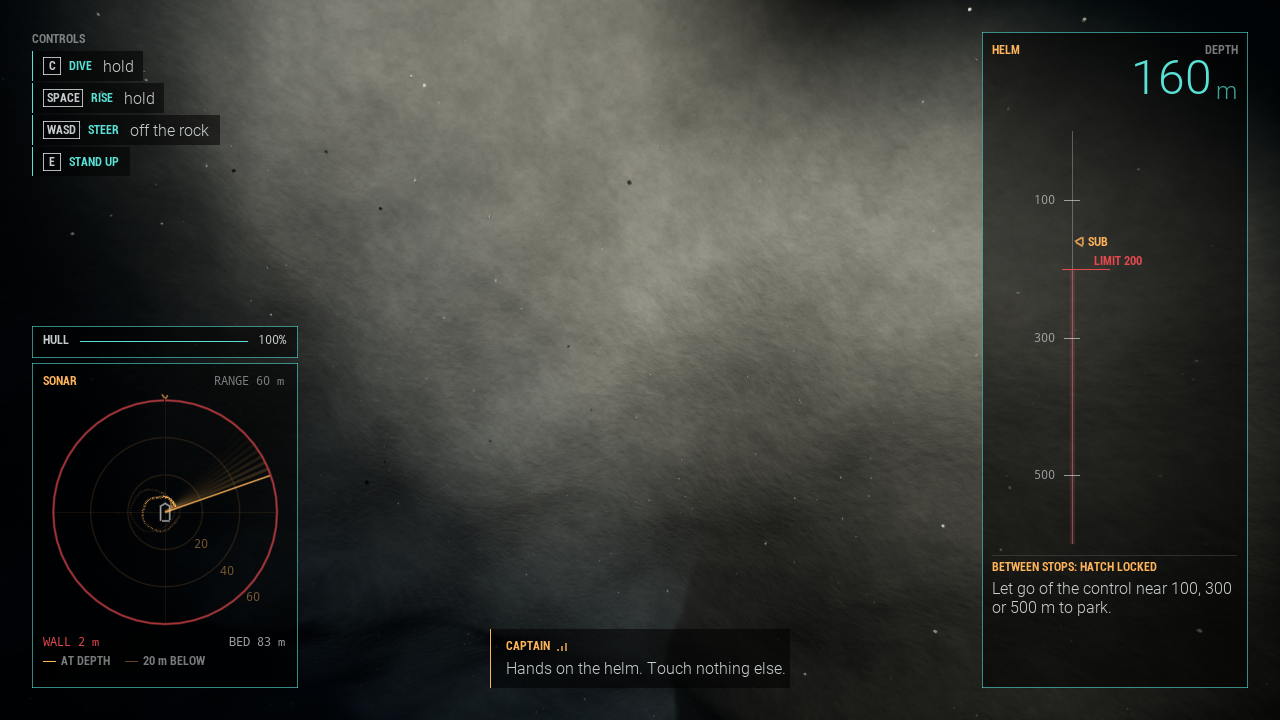 CONTROLS
C DIVE hold
SPACE RISE hold
WASD STEER off the rock
E STAND UP
HULL 100%
SONAR RANGE 60 m
20
40
60
WALL 2 m BED 83 m
AT DEPTH 20 m BELOW
CAPTAIN
Hands on the helm. Touch nothing else.
HELM DEPTH
160 m
100
SUB
LIMIT 200
300
500
BETWEEN STOPS: HATCH LOCKED
Let go of the control near 100, 300
or 500 m to park.